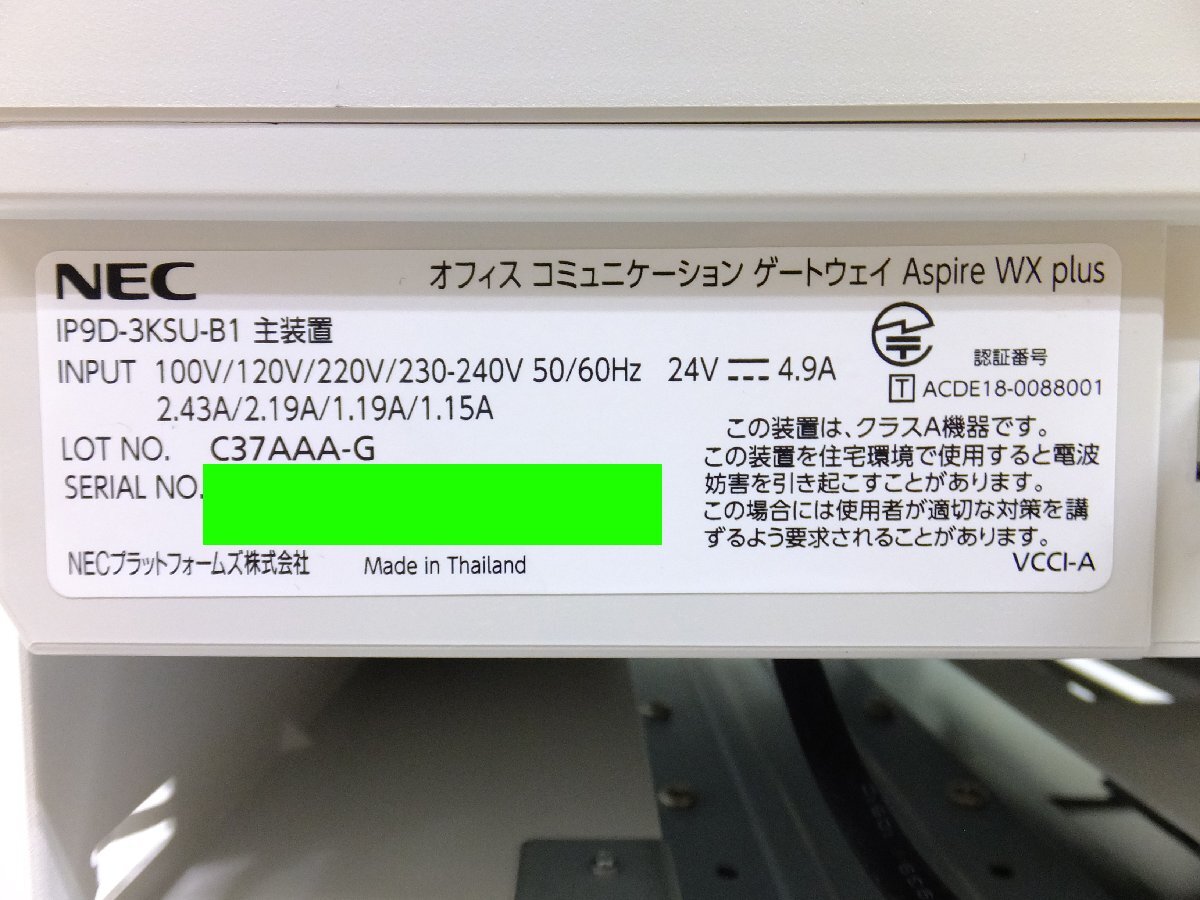 NEC
オフィス コミュニケーション ゲートウェイ Aspire WX plus
IP9D-3KSU-B1 主装置
INPUT 100V/120V/220V/230-240V 50/60Hz 24V 4.9A
2.43A/2.19A/1.19A/1.15A
LOT NO. C37AAA-G
SERIAL NO.
NECプラットフォームズ株式会社 Made in Thailand
認証番号
T ACDE18-0088001
この装置は、クラスA機器です。
この装置を住宅環境で使用すると電波
妨害を引き起こすことがあります。
この場合には使用者が適切な対策を講
ずるよう要求されることがあります。
VCCI-A